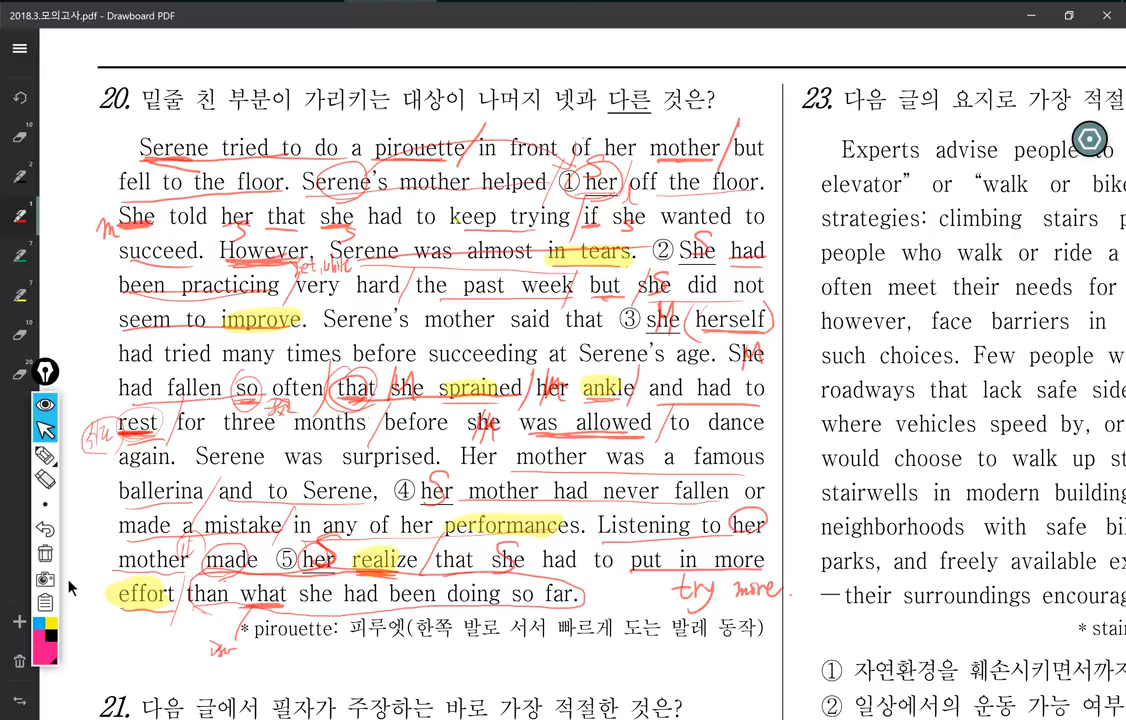 2018.3.모의고사.pdf - Drawboard PDF
20. 밑줄 친 부분이 가리키는 대상이 나머지 넷과 다른 것은?
Serene tried to do a pirouette in front of her mother but
fell to the floor. Serene's mother helped ①her off the floor.
She told her that she had to keep trying if she wanted to
succeed. However, Serene was almost in tears. ②She had
been practicing very hard the past week but she did not
seem to improve. Serene's mother said that ③she (herself)
had tried many times before succeeding at Serene's age. She
had fallen so often that she sprained her ankle and had to
rest for three months before she was allowed to dance
again. Serene was surprised. Her mother was a famous
ballerina and to Serene, ④her mother had never fallen or
made a mistake in any of her performances. Listening to her
mother made ⑤her realize that she had to put in more
effort than what she had been doing so far.
try more.
* pirouette: 피루엣(한쪽 발로 서서 빠르게 도는 발레 동작)
21. 다음 글에서 필자가 주장하는 바로 가장 적절한 것은?
23. 다음 글의 요지로 가장 적
Experts advise people to
elevator" or "walk or bike
strategies: climbing stairs p
people who walk or ride a
often meet their needs for
however, face barriers in
such choices. Few people w
roadways that lack safe side
where vehicles speed by, or
would choose to walk up st
stairwells in modern building
neighborhoods with safe bi
parks, and freely available ex
—their surroundings encourag
* stair
① 자연환경을 훼손시키면서까지
② 일상에서의 운동 가능 여부